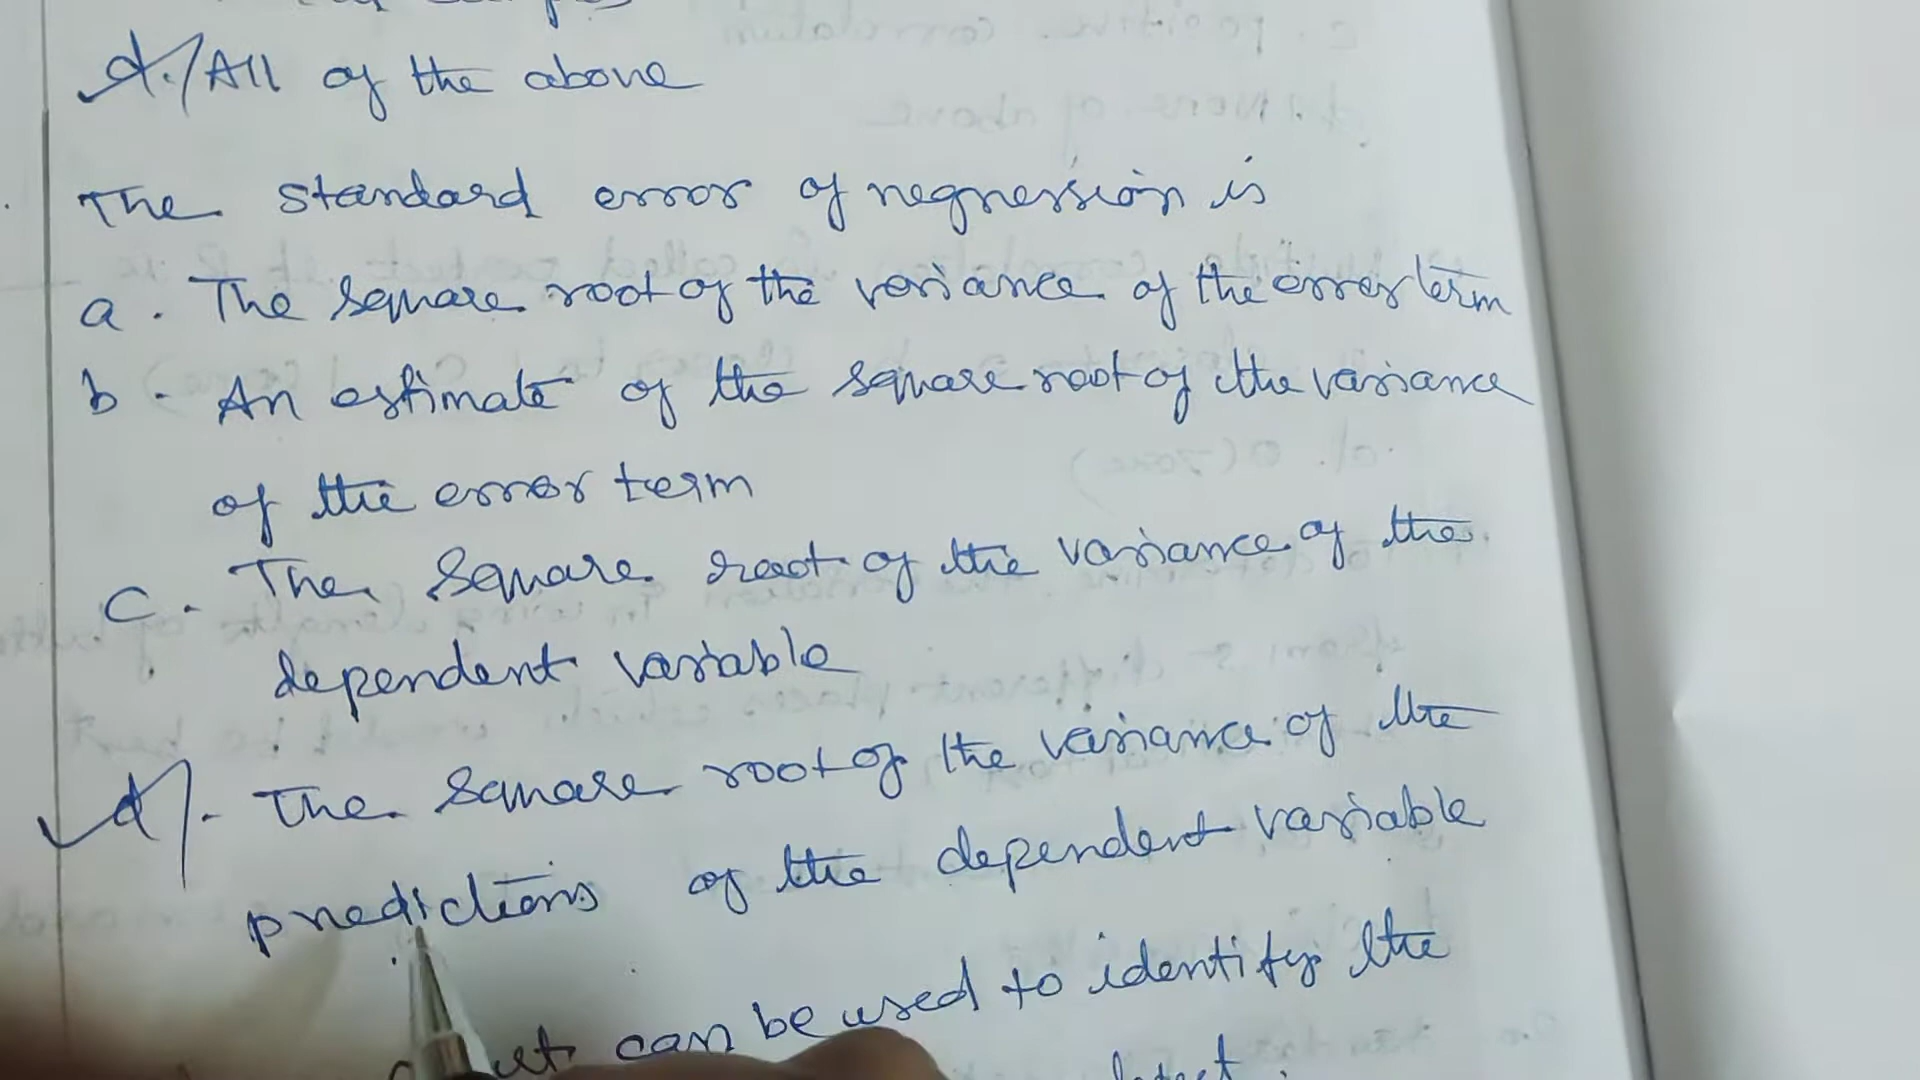 d. All of the above
The standard error of regression is
a. The square root of the variance of the error term
b. An estimate of the square root of the variance
of the error term
c. The square root of the variance of the
dependent variable
d. The square root of the variance of the
predictions of the dependent variable
can be used to identify the